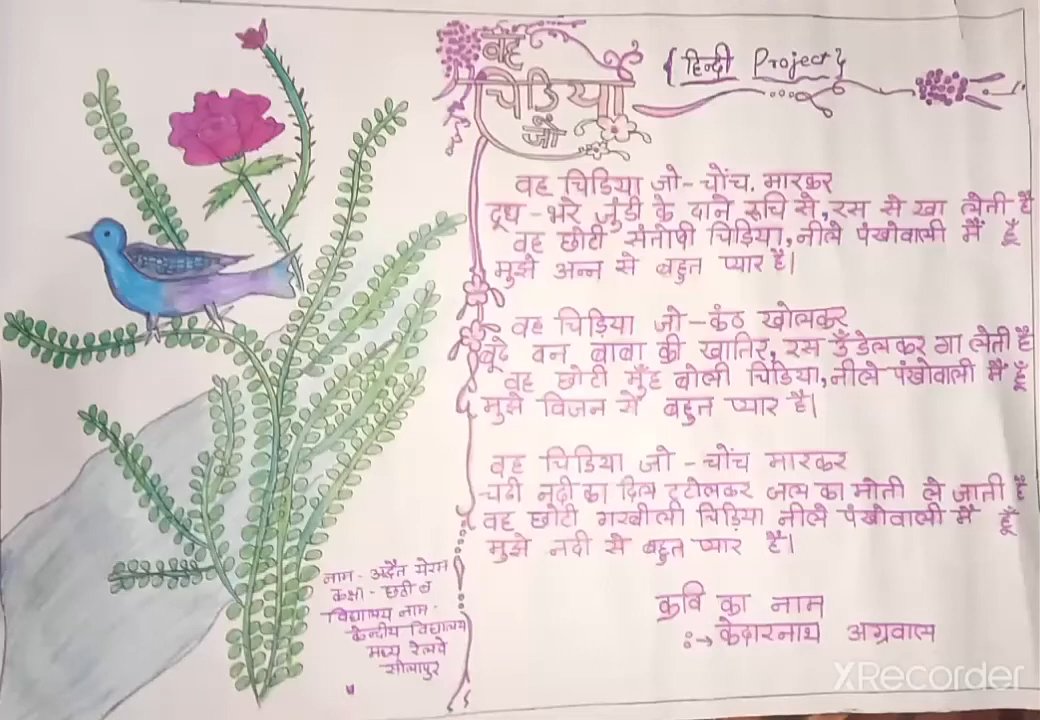 वह
चिडिया
जो
{ हिन्दी Project }
वह चिडिया जो - चोंच. मारकर
दूध - भरे जुंडी के दाने रुचि से, रस से खा लेती है
वह छोटी संतोषी चिड़िया, नीले पंखोवाली मैं हूँ
मुझे अन्न से बहुत प्यार है।
वह चिड़िया जो - कंठ खोलकर
बूढे वन बाबा की खातिर, रस उँडेलकर गा लेती है
वह छोटी मुँह बोली चिडिया, नीले पंखोवाली मैं हूँ
मुझे विजन से बहुत प्यार है।
वह चिडिया जो - चोंच मारकर
चढी नदी का दिल टटोलकर जल का मोती ले जाती है
वह छोटी गरबीली चिड़िया नीले पंखोवाली मैं हूँ
मुझे नदी से बहुत प्यार है।
कवि का नाम
:→ केदारनाथ अग्रवाल
नाम - अद्वैत
कक्षा - छठी ब
विद्यालय नाम -
केन्दीय विद्यालय
मध्य रेलवे
सोलापुर
XRecorder